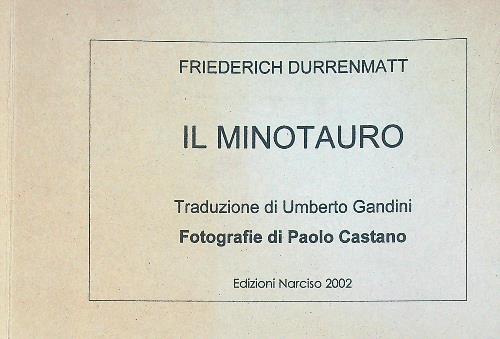 FRIEDERICH DURRENMATT
IL MINOTAURO
Traduzione di Umberto Gandini
Fotografie di Paolo Castano
Edizioni Narciso 2002